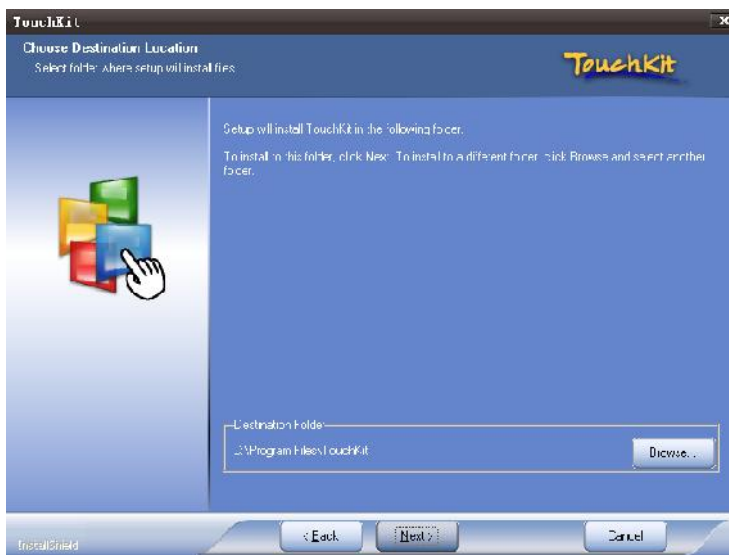 TouchKit
Choose Destination Location
Select folder where setup will install files.
TouchKit
Setup will install TouchKit in the following folder.
To install to this folder, click Next. To install to a different folder, click Browse and select another
folder.
Destination Folder
\Program Files\TouchKit
Browse...
InstallShield
< Back
Next >
Cancel